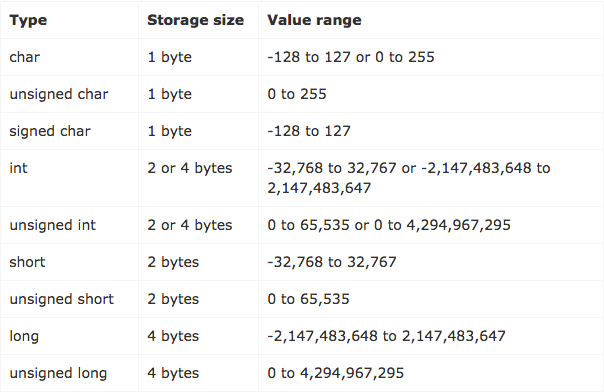 Type Storage size Value range
char 1 byte -128 to 127 or 0 to 255
unsigned char 1 byte 0 to 255
signed char 1 byte -128 to 127
int 2 or 4 bytes -32,768 to 32,767 or -2,147,483,648 to
2,147,483,647
unsigned int 2 or 4 bytes 0 to 65,535 or 0 to 4,294,967,295
short 2 bytes -32,768 to 32,767
unsigned short 2 bytes 0 to 65,535
long 4 bytes -2,147,483,648 to 2,147,483,647
unsigned long 4 bytes 0 to 4,294,967,295